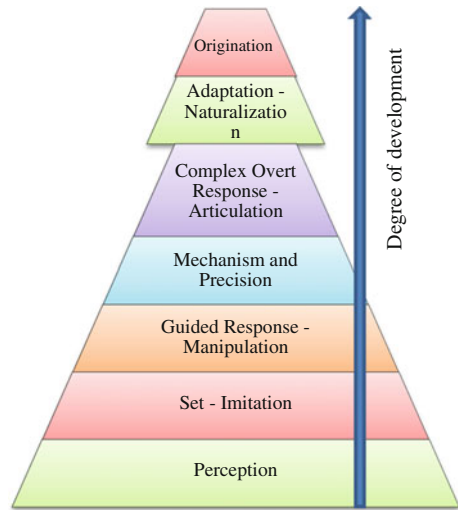 Origination
Adaptation -
Naturalizatio
n
Complex Overt
Response -
Articulation
Mechanism and
Precision
Guided Response -
Manipulation
Set - Imitation
Perception
Degree of development